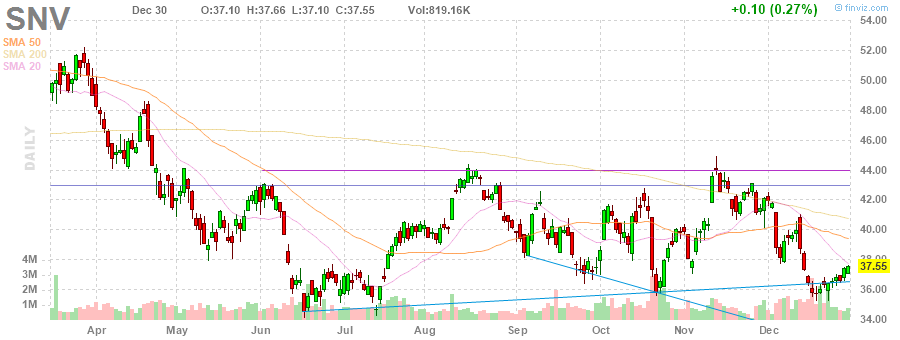 SNV
Dec 30 O:37.10 H:37.66 L:37.10 C:37.55 Vol:819.16K
+0.10 (0.27%)
finviz.com
SMA 50
SMA 200
SMA 20
DAILY
54.00
52.00
50.00
48.00
46.00
44.00
42.00
40.00
38.00
37.55
36.00
34.00
4M
3M
2M
1M
Apr May Jun Jul Aug Sep Oct Nov Dec